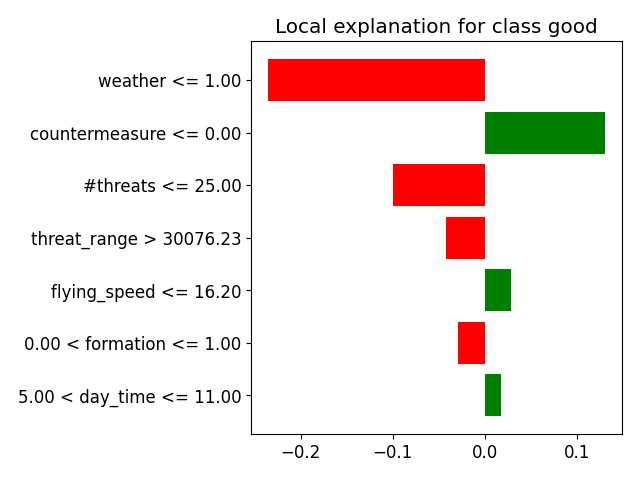 Local explanation for class good
weather <= 1.00
countermeasure <= 0.00
#threats <= 25.00
threat_range > 30076.23
flying_speed <= 16.20
0.00 < formation <= 1.00
5.00 < day_time <= 11.00
−0.2 −0.1 0.0 0.1